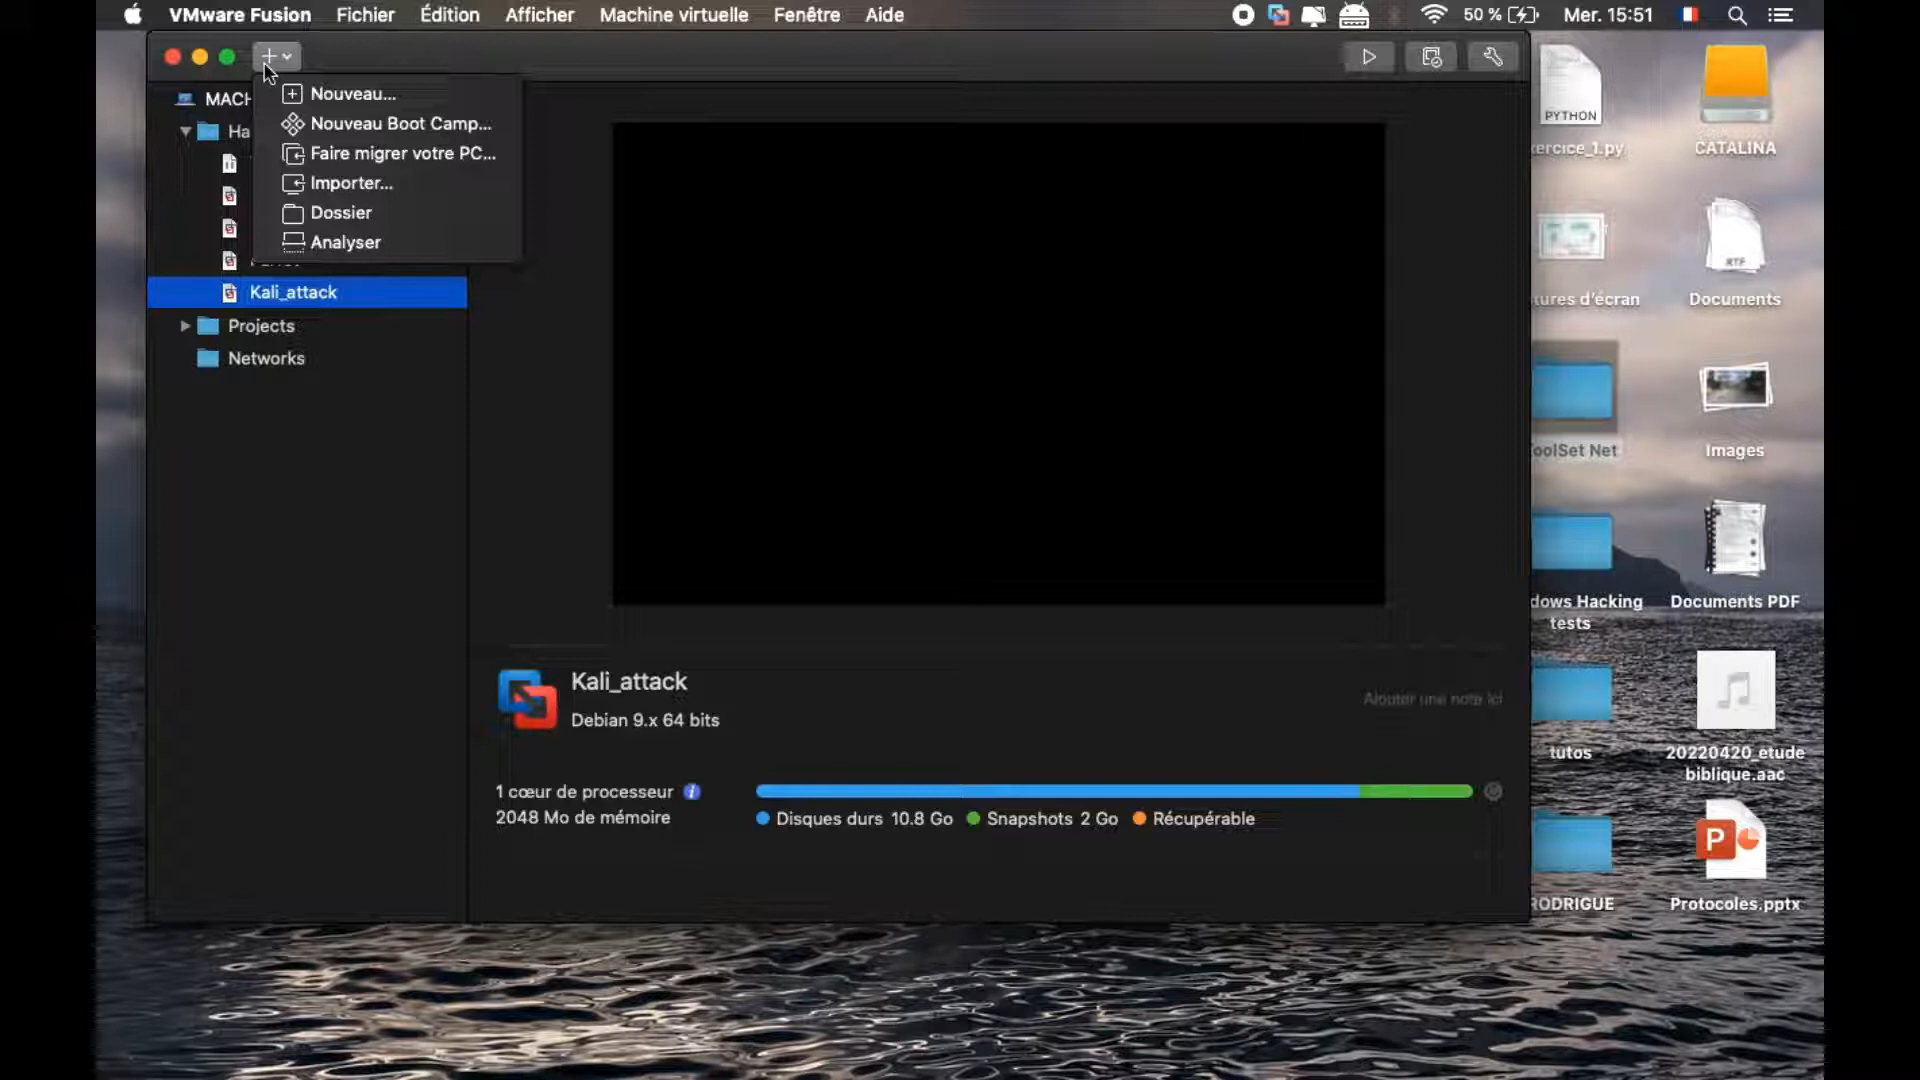 VMware Fusion Fichier Édition Afficher Machine virtuelle Fenêtre Aide 50 % Mer. 15:51
MACH
Ha
Nouveau...
Nouveau Boot Camp...
Faire migrer votre PC...
Importer...
Dossier
Analyser
Kali_attack
Projects
Networks
Kali_attack
Debian 9.x 64 bits
Ajouter une note ici
1 cœur de processeur
2048 Mo de mémoire
Disques durs 10.8 Go Snapshots 2 Go Récupérable
PYTHON
ercice_1.py
CATALINA
tures d'écran
RTF
Documents
oolSet Net
Images
dows Hacking
tests
Documents PDF
tutos
20220420_etude
biblique.aac
RODRIGUE
P
Protocoles.pptx